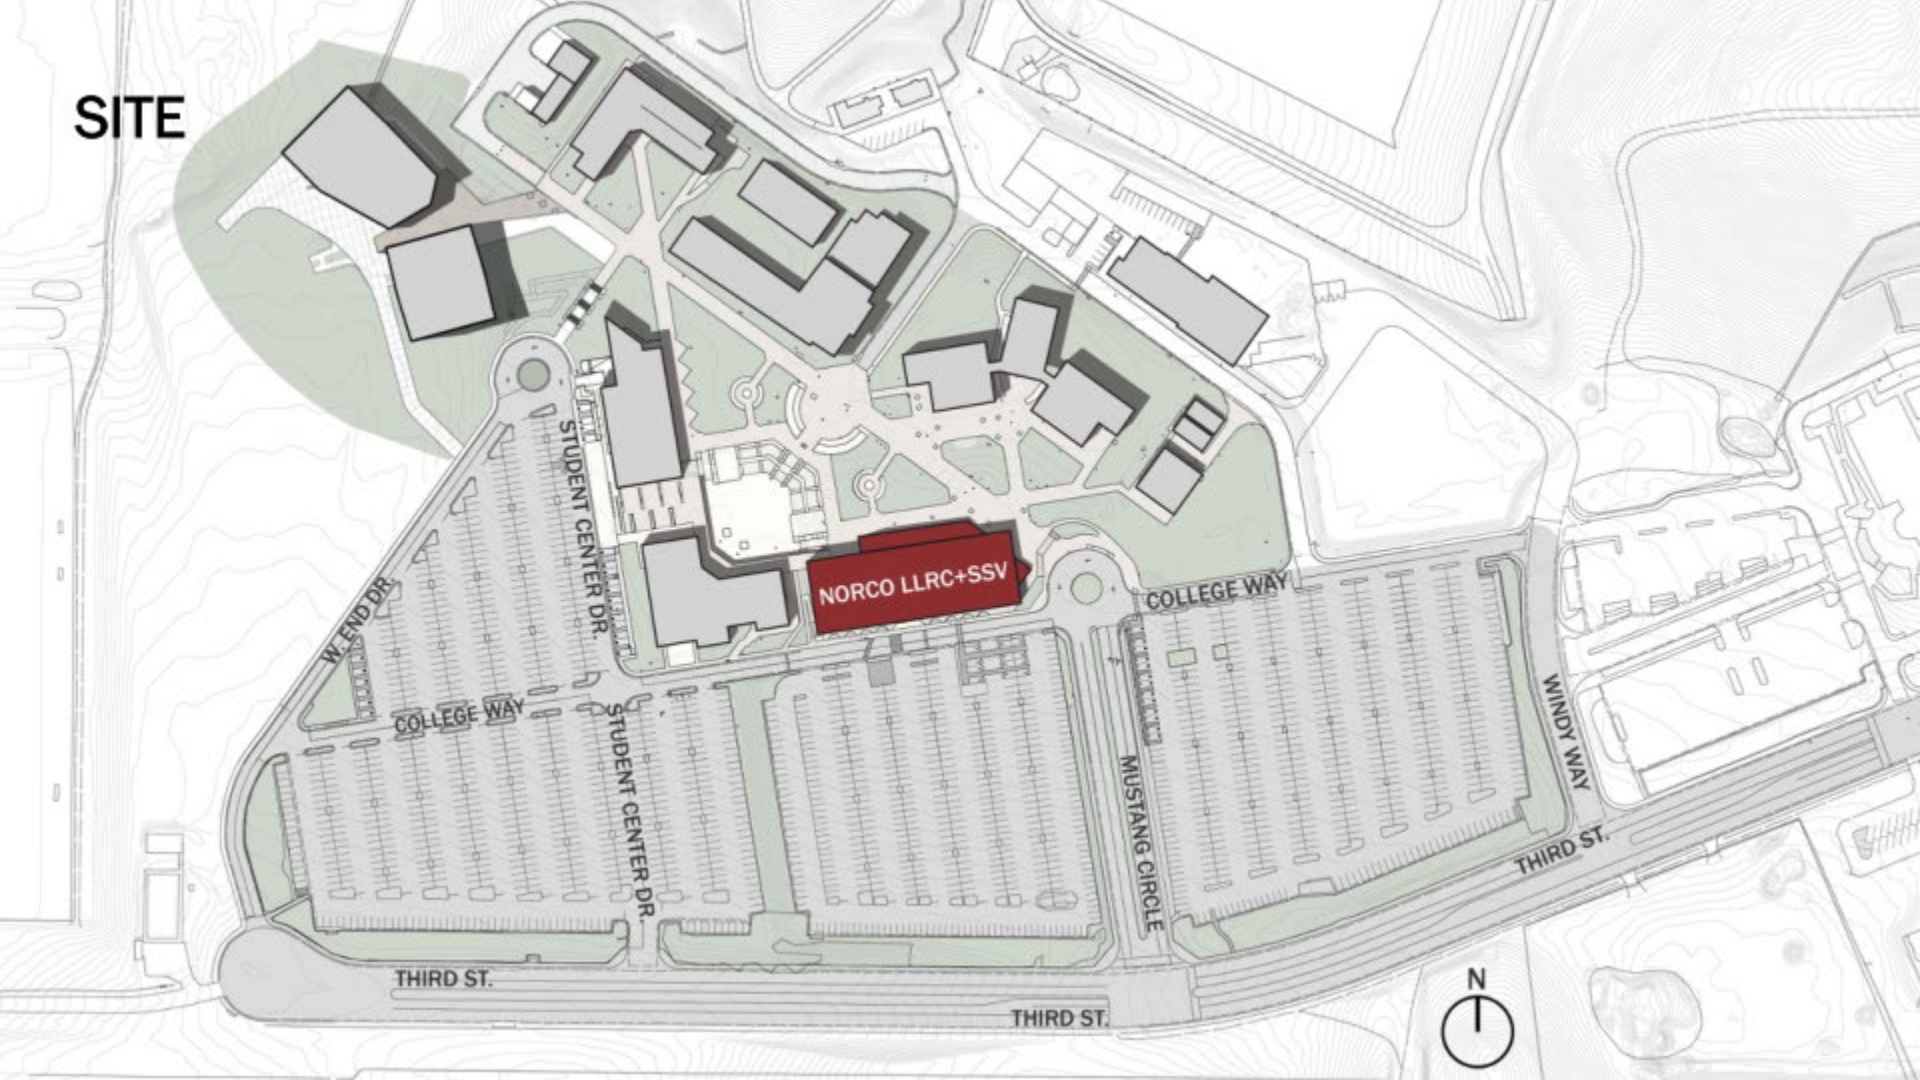 SITE
N
STUDENT CENTER DR.
NORCO LLRC+SSV
COLLEGE WAY
W. END DR.
COLLEGE WAY
STUDENT CENTER DR.
MUSTANG CIRCLE
WINDY WAY
THIRD ST.
THIRD ST.
THIRD ST.